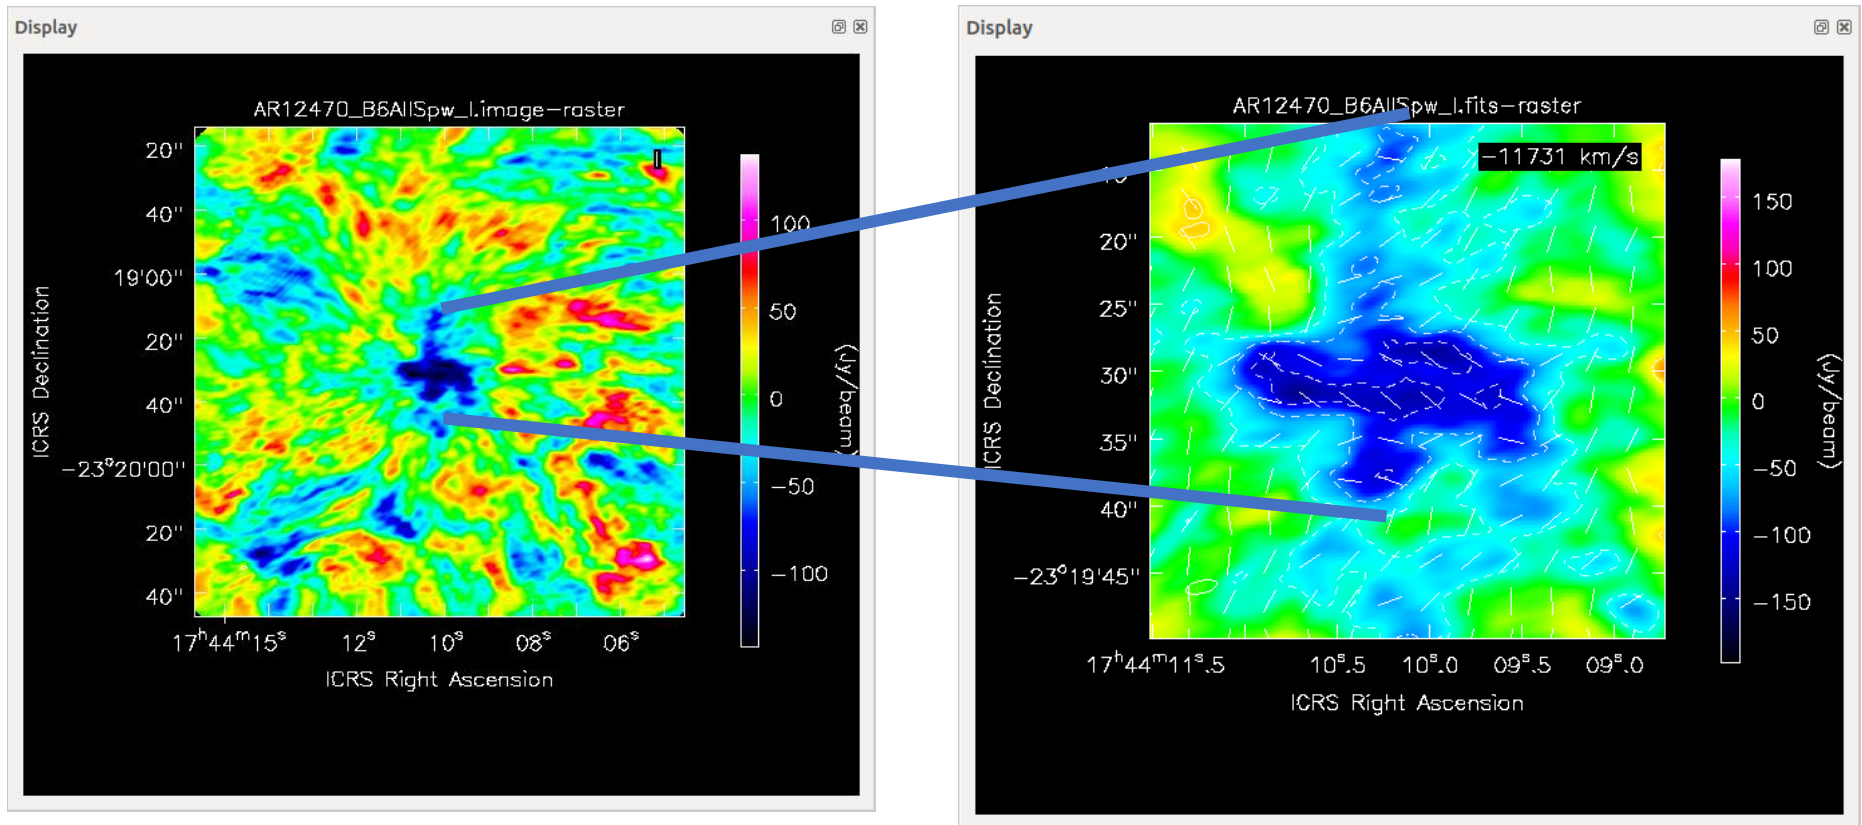 Display
AR12470_B6AllSpw_I.image-raster
20"
40"
19'00"
20"
40"
-23°20'00"
20"
40"
17ʰ44ᵐ15ˢ 12ˢ 10ˢ 08ˢ 06ˢ
ICRS Right Ascension
ICRS Declination
100
50
0
-50
-100
(Jy/beam)
Display
AR12470_B6AllSpw_I.fits-raster
-11731 km/s
20"
25"
30"
35"
40"
-23°19'45"
17ʰ44ᵐ11ˢ.5 10ˢ.5 10ˢ.0 09ˢ.5 09ˢ.0
ICRS Right Ascension
ICRS Declination
150
100
50
0
-50
-100
-150
(Jy/beam)